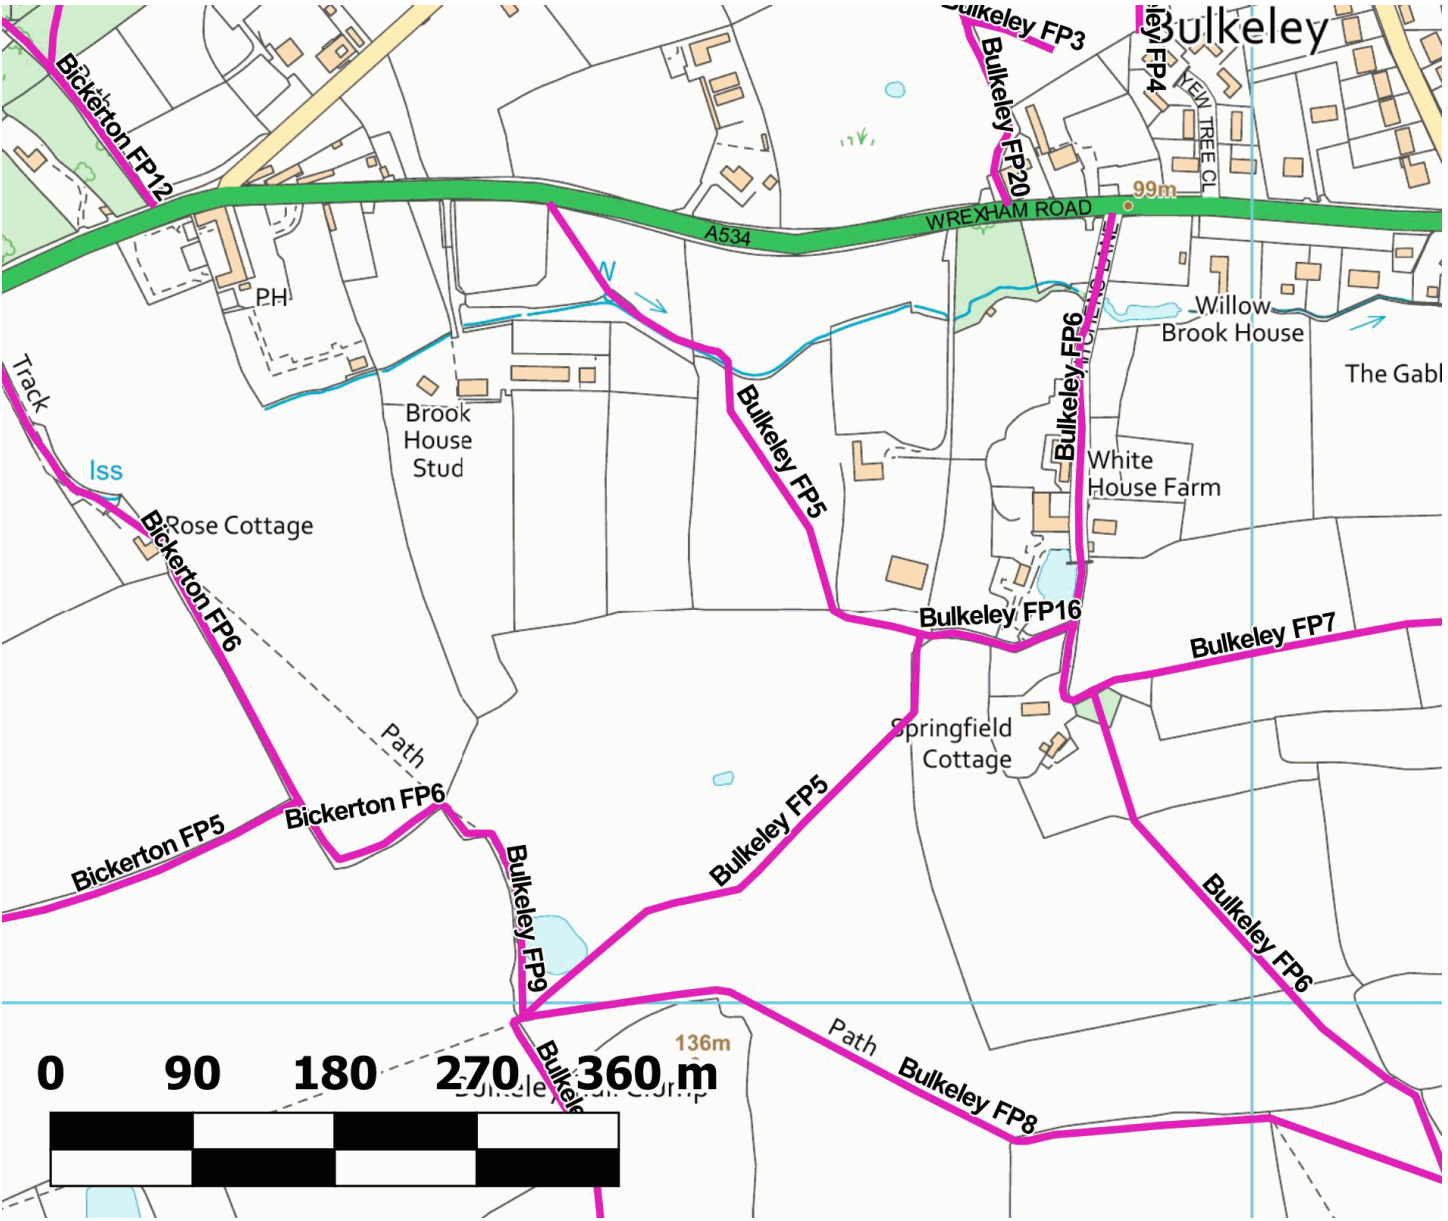 Bulkeley FP3
Bulkeley
ley FP4
Bickerton FP12
Bulkeley FP20
YEW TREE CL
99m
WREXHAM ROAD
A534
PH
Willow
Brook House
The Gabl
Track
Brook
House
Stud
Bulkeley FP5
Bulkeley FP6
White
House Farm
Iss
Rose Cottage
Bickerton FP6
Bulkeley FP16
Bulkeley FP7
Path
Springfield
Cottage
Bickerton FP6
Bickerton FP5
Bulkeley FP5
Bulkeley FP9
Bulkeley FP6
Path
136m
Bulkele
Bulkeley FP8
0 90 180 270 360 m